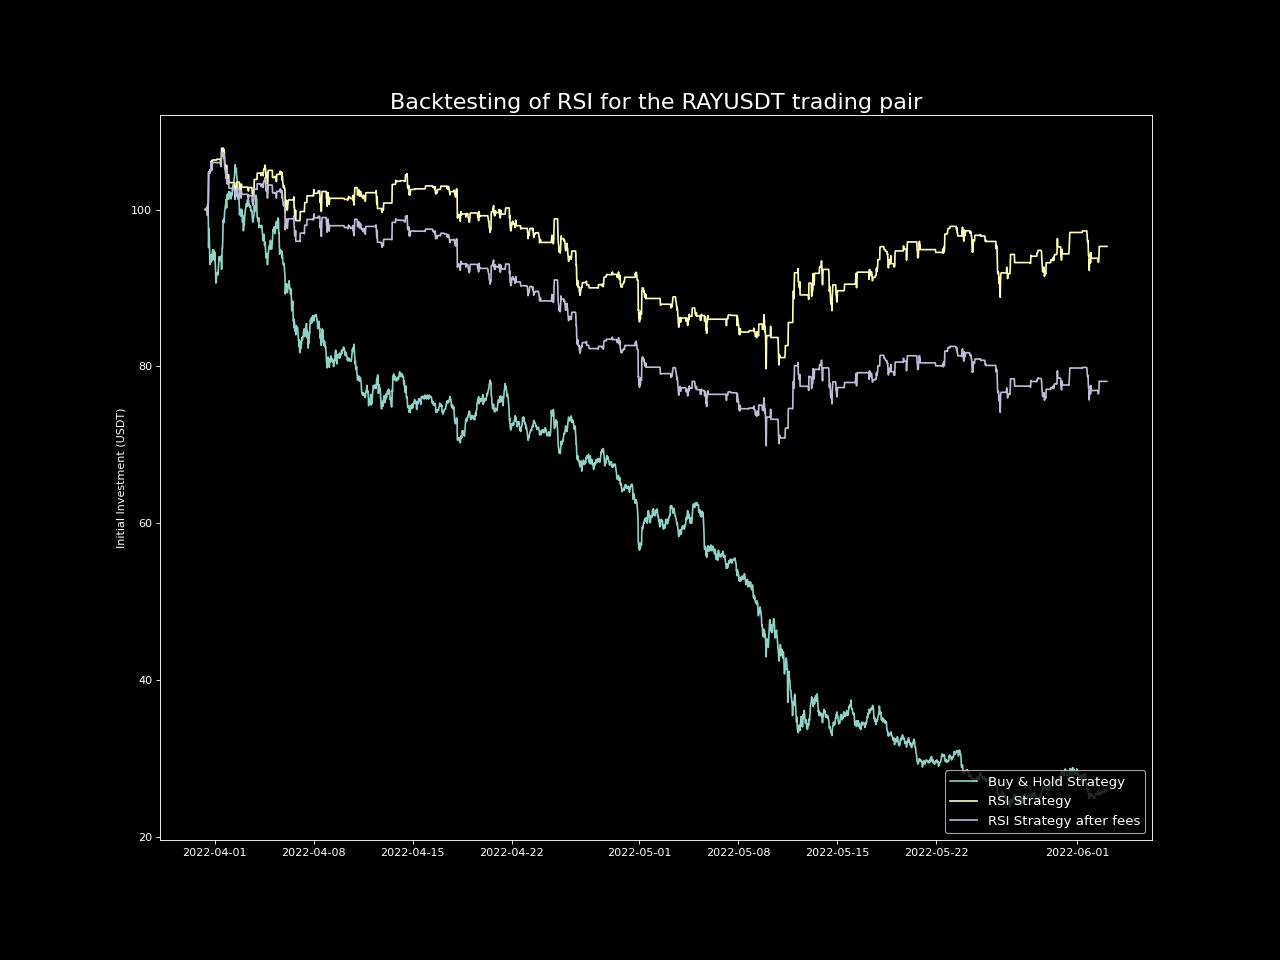 Backtesting of RSI for the RAYUSDT trading pair
Initial Investment (USDT)
100
80
60
40
20
2022-04-01 2022-04-08 2022-04-15 2022-04-22 2022-05-01 2022-05-08 2022-05-15 2022-05-22 2022-06-01
Buy & Hold Strategy
RSI Strategy
RSI Strategy after fees